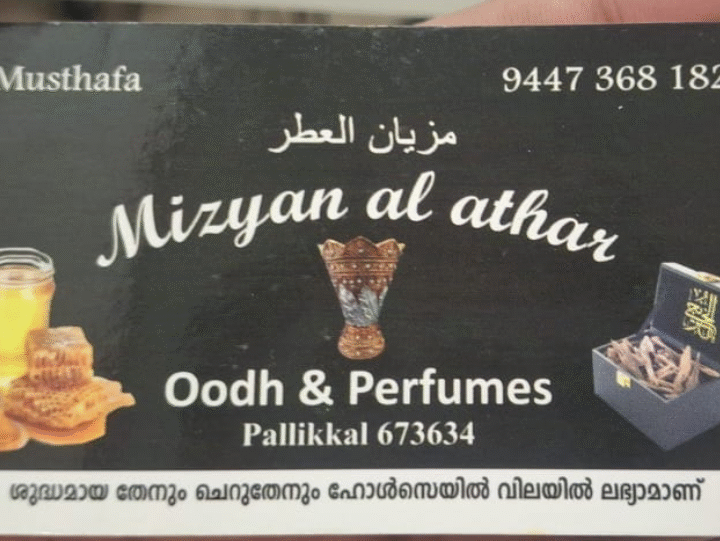 Musthafa
9447 368 182
مزيان العطر
Mizyan al athar
Oodh & Perfumes
Pallikkal 673634
ശുദ്ധമായ തേനും ചെറുതേനും ഹോൾസെയിൽ വിലയിൽ ലഭ്യമാണ്